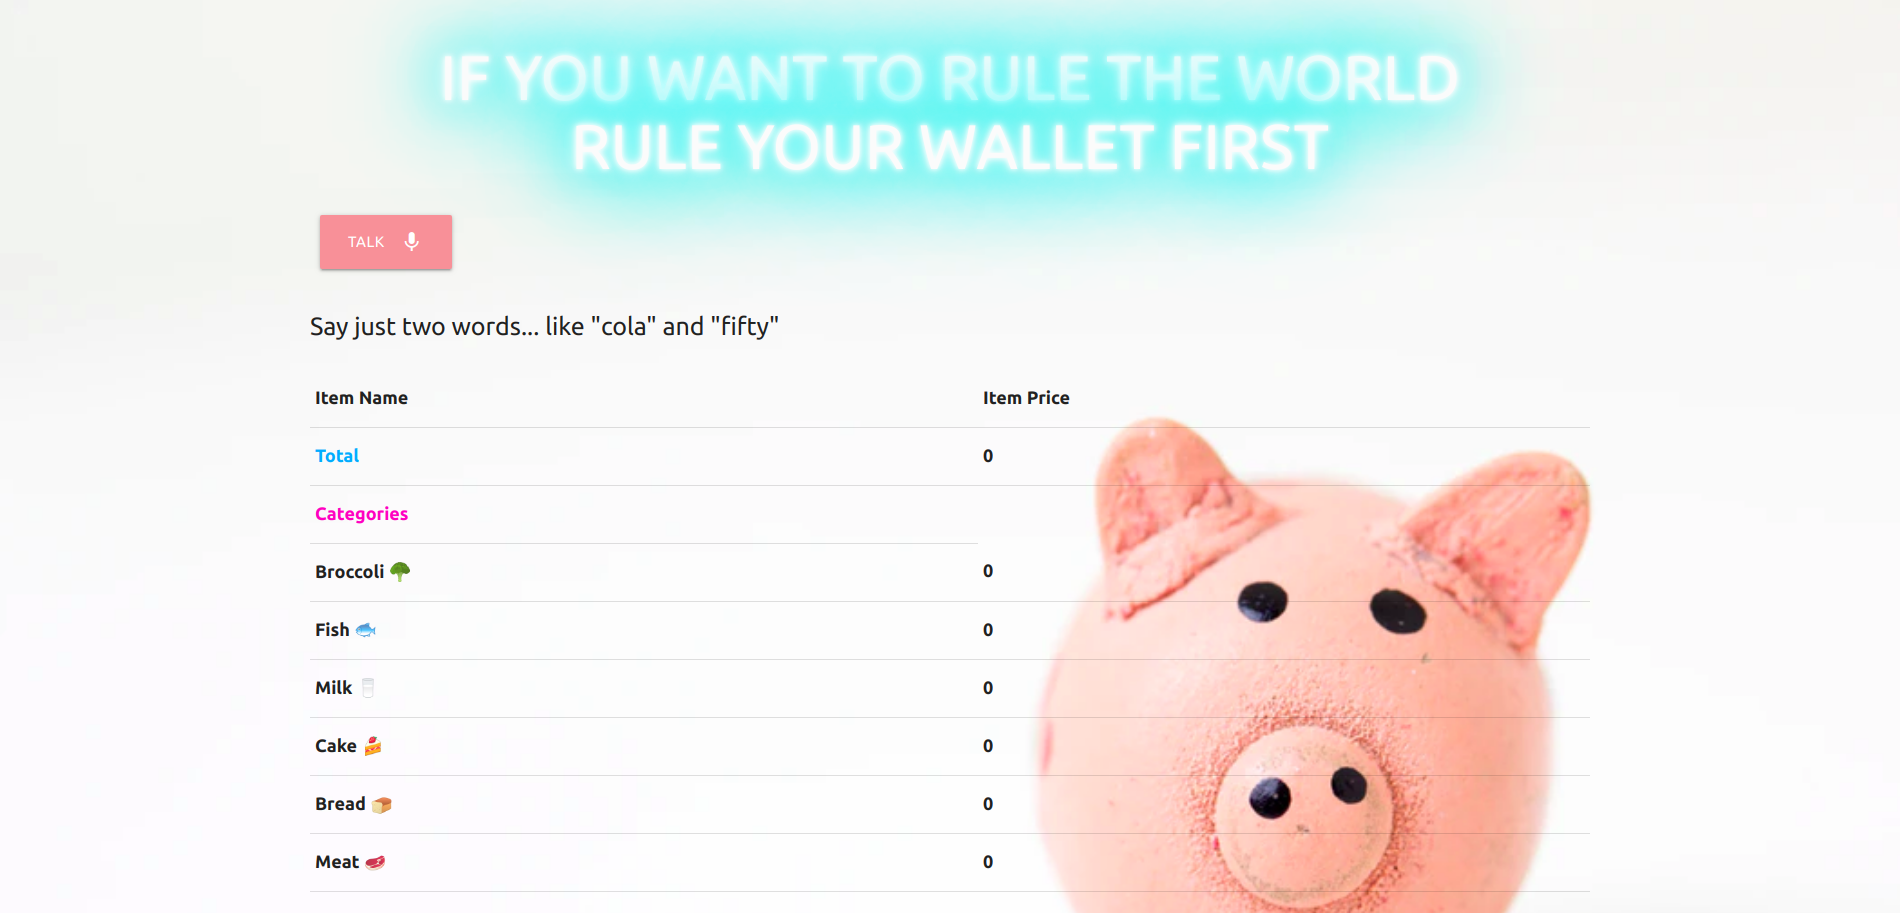 IF YOU WANT TO RULE THE WORLD
RULE YOUR WALLET FIRST
TALK
Say just two words... like "cola" and "fifty"
Item Name Item Price
Total 0
Categories
Broccoli 🥦 0
Fish 🐟 0
Milk 🥛 0
Cake 🍰 0
Bread 🍞 0
Meat 🥩 0